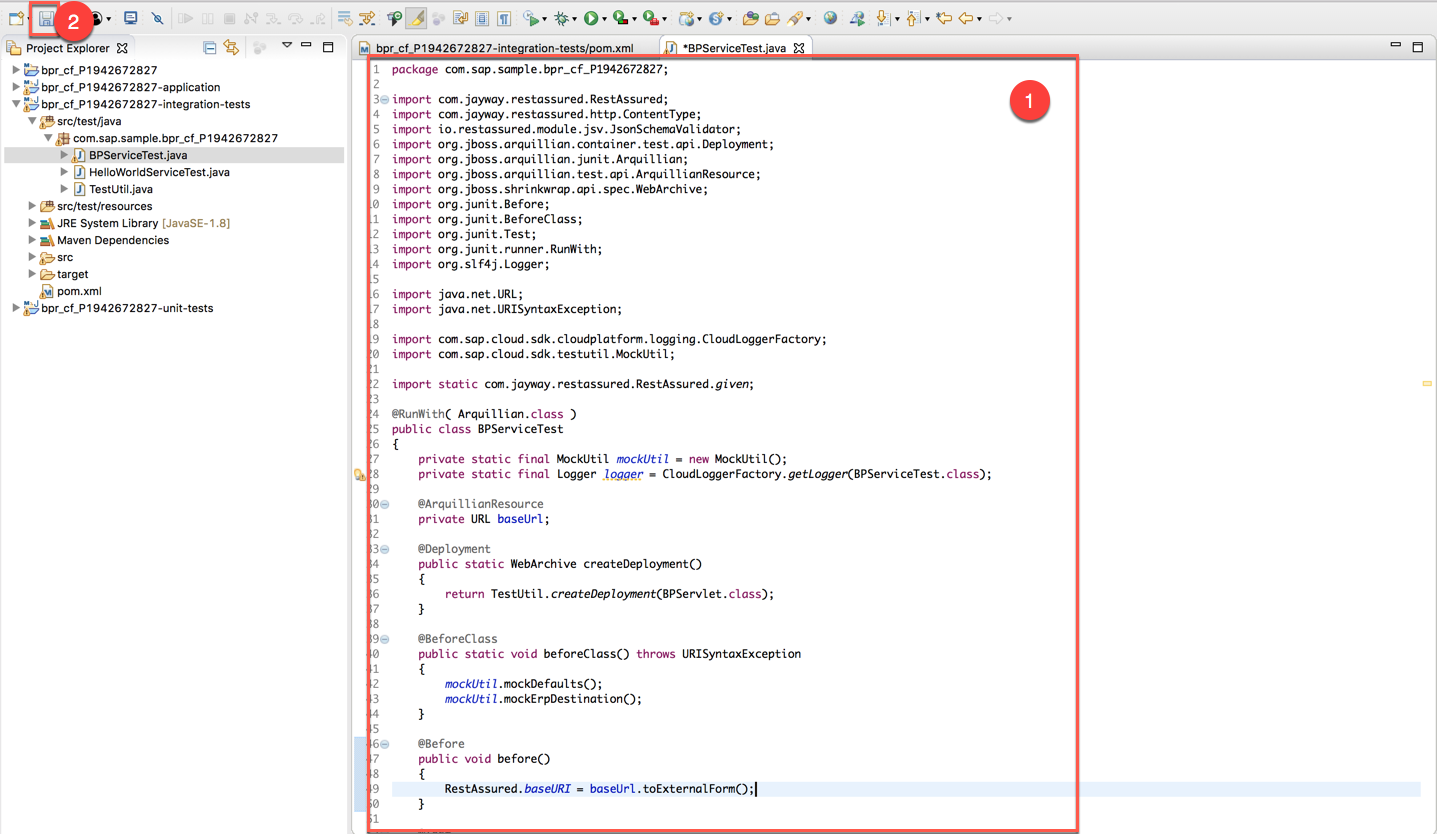 2
Project Explorer
bpr_cf_P1942672827
bpr_cf_P1942672827-application
bpr_cf_P1942672827-integration-tests
src/test/java
com.sap.sample.bpr_cf_P1942672827
BPServiceTest.java
HelloWorldServiceTest.java
TestUtil.java
src/test/resources
JRE System Library [JavaSE-1.8]
Maven Dependencies
src
target
pom.xml
bpr_cf_P1942672827-unit-tests
bpr_cf_P1942672827-integration-tests/pom.xml
*BPServiceTest.java
1
1 package com.sap.sample.bpr_cf_P1942672827;
2
3 import com.jayway.restassured.RestAssured;
4 import com.jayway.restassured.http.ContentType;
5 import io.restassured.module.jsv.JsonSchemaValidator;
6 import org.jboss.arquillian.container.test.api.Deployment;
7 import org.jboss.arquillian.junit.Arquillian;
8 import org.jboss.arquillian.test.api.ArquillianResource;
9 import org.jboss.shrinkwrap.api.spec.WebArchive;
10 import org.junit.Before;
11 import org.junit.BeforeClass;
12 import org.junit.Test;
13 import org.junit.runner.RunWith;
14 import org.slf4j.Logger;
15
16 import java.net.URL;
17 import java.net.URISyntaxException;
18
19 import com.sap.cloud.sdk.cloudplatform.logging.CloudLoggerFactory;
20 import com.sap.cloud.sdk.testutil.MockUtil;
21
22 import static com.jayway.restassured.RestAssured.given;
23
24 @RunWith( Arquillian.class )
25 public class BPServiceTest
26 {
27 private static final MockUtil mockUtil = new MockUtil();
28 private static final Logger logger = CloudLoggerFactory.getLogger(BPServiceTest.class);
29
30 @ArquillianResource
31 private URL baseUrl;
32
33 @Deployment
34 public static WebArchive createDeployment()
35 {
36 return TestUtil.createDeployment(BPServlet.class);
37 }
38
39 @BeforeClass
40 public static void beforeClass() throws URISyntaxException
41 {
42 mockUtil.mockDefaults();
43 mockUtil.mockErpDestination();
44 }
45
46 @Before
47 public void before()
48 {
49 RestAssured.baseURI = baseUrl.toExternalForm();
50 }
51